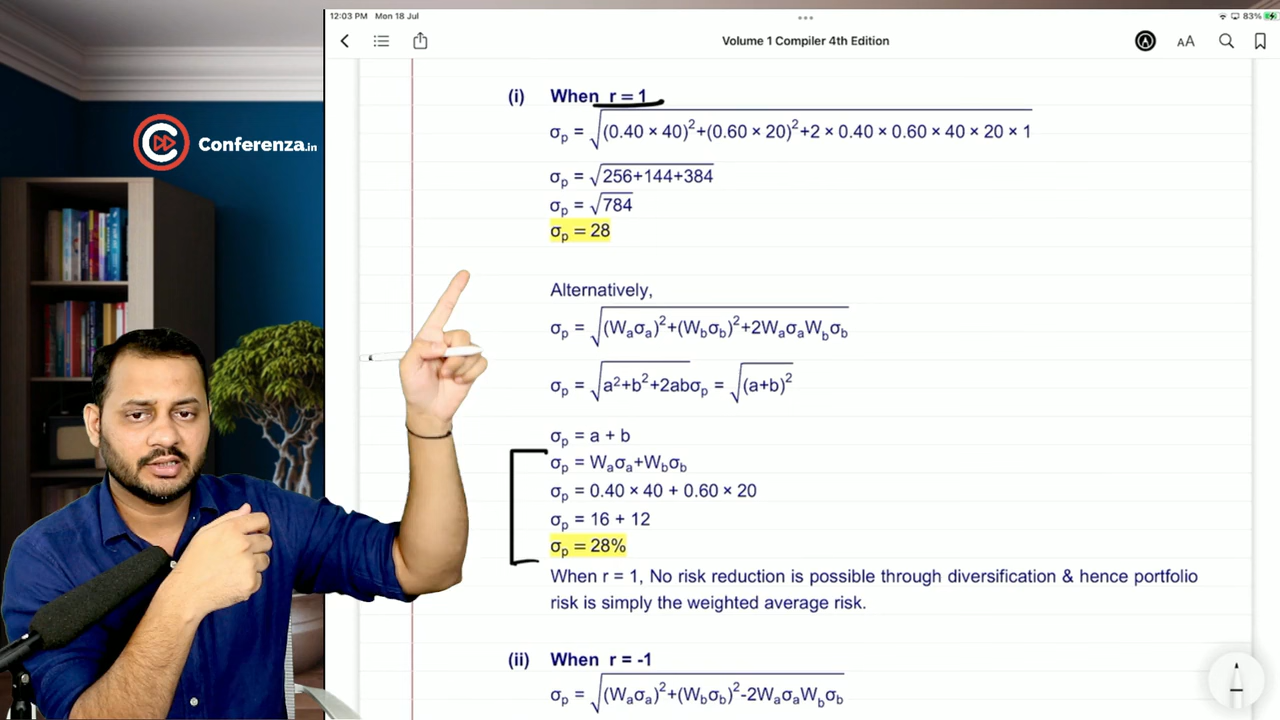 12:03 PM Mon 18 Jul
83%
Volume 1 Compiler 4th Edition
AA
Conferenza.in
(i) When r = 1
σp = √(0.40 × 40)²+(0.60 × 20)²+2 × 0.40 × 0.60 × 40 × 20 × 1
σp = √256+144+384
σp = √784
σp = 28
Alternatively,
σp = √(Waσa)²+(Wbσb)²+2WaσaWbσb
σp = √a²+b²+2abσp = √(a+b)²
σp = a + b
σp = Waσa+Wbσb
σp = 0.40 × 40 + 0.60 × 20
σp = 16 + 12
σp = 28%
When r = 1, No risk reduction is possible through diversification & hence portfolio
risk is simply the weighted average risk.
(ii) When r = -1
σp = √(Waσa)²+(Wbσb)²-2WaσaWbσb